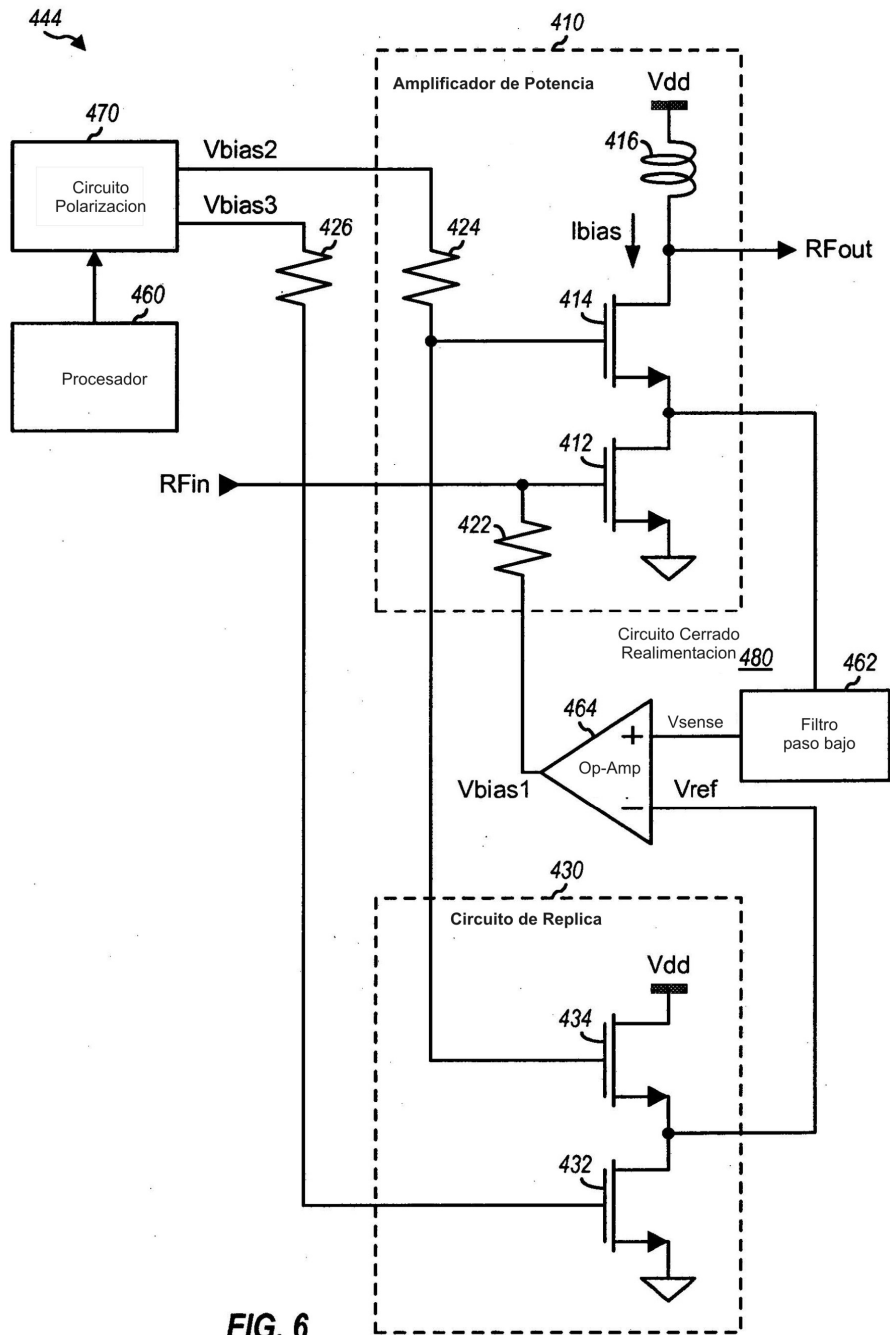 444
410
Amplificador de Potencia
Vdd
416
470
Circuito
Polarizacion
Vbias2
Vbias3
426
424
Ibias
RFout
414
460
Procesador
412
RFin
422
Circuito Cerrado
Realimentacion
480
462
Filtro
paso bajo
464
+
Vsense
Op-Amp
Vbias1
Vref
−
430
Circuito de Replica
Vdd
434
432
FIG. 6